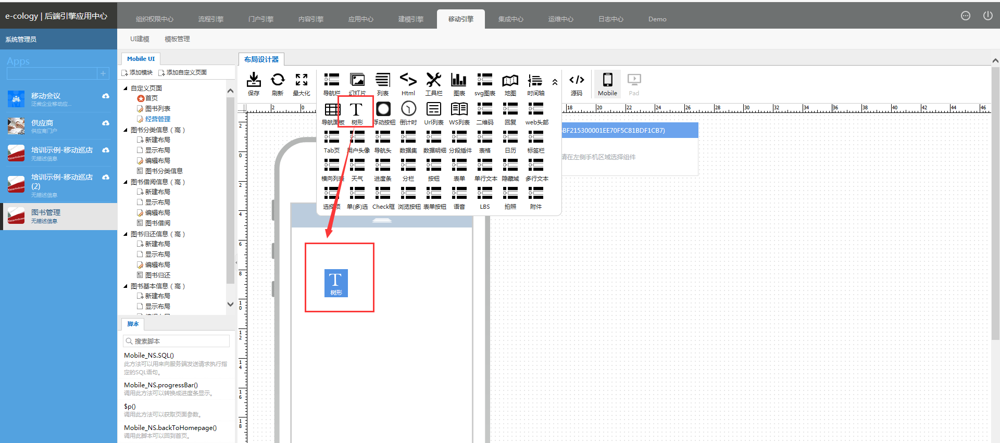 e-cology | 后端引擎应用中心
组织权限中心
流程引擎
门户引擎
内容引擎
应用中心
建模引擎
移动引擎
集成中心
运维中心
日志中心
Demo
系统管理员
UI建模
模板管理
Apps
移动会议
泛微企业移动应...
供应商
供应商门户
培训示例-移动巡店
无描述信息
培训示例-移动巡店
(2)
无描述信息
图书管理
无描述信息
Mobile UI
添加模块
添加自定义页面
自定义页面
首页
图书列表
经营管理
图书分类信息（高）
新建布局
显示布局
编辑布局
图书分类信息
图书借阅信息（高）
新建布局
显示布局
编辑布局
图书借阅
图书归还信息（高）
新建布局
显示布局
编辑布局
图书归还
图书基本信息（高）
新建布局
显示布局
脚本
搜索脚本
Mobile_NS.SQL()
此方法可以用来向服务端发送请求执行指
定的SQL语句。
Mobile_NS.progressBar()
调用此方法可以转换成进度条显示。
$p()
调用此方法可以获取页面参数。
Mobile_NS.backToHomepage()
调用此脚本可以回到首页。
布局设计器
保存
刷新
最大化
导航栏
幻灯片
列表
Html
工具栏
图表
svg图表
地图
时间轴
源码
Mobile
Pad
导航面板
树形
浮动按钮
倒计时
Url列表
WS列表
二维码
回复
web头部
Tab页
用户头像
导航头
数据集
数据明细
分段插件
表格
日历
标签栏
横向列表
天气
进度条
分栏
按钮
表单
单行文本
隐藏域
多行文本
选择项
单(多)选
Check框
浏览按钮
表单按钮
语音
LBS
拍照
附件
2
0
18
20
22
24
26
28
30
32
34
36
38
40
42
44
46
2
0
2
4
6
8
10
12
14
16
18
BF215300001EE70F5C81BDF1CB7)
请在左侧手机区域选择组件
T
树形